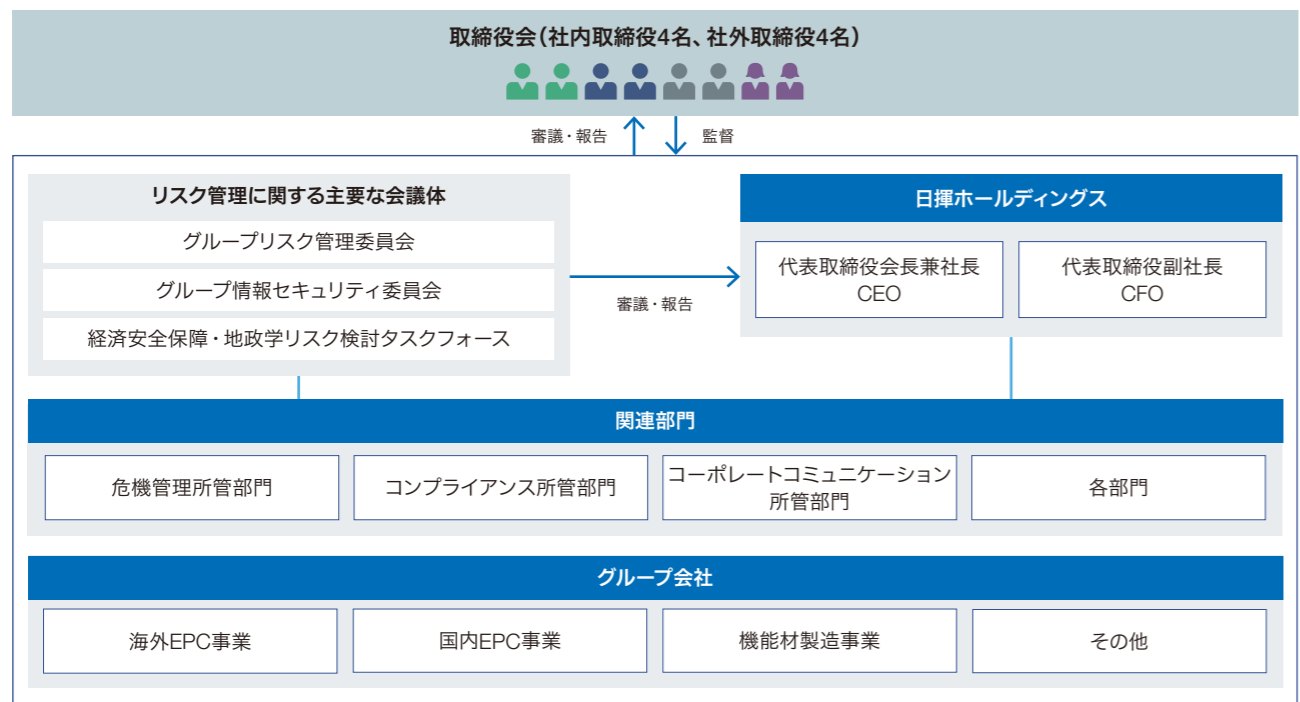 取締役会（社内取締役4名、社外取締役4名）
審議・報告
監督
リスク管理に関する主要な会議体
グループリスク管理委員会
グループ情報セキュリティ委員会
経済安全保障・地政学リスク検討タスクフォース
審議・報告
日揮ホールディングス
代表取締役会長兼社長
CEO
代表取締役副社長
CFO
関連部門
危機管理所管部門
コンプライアンス所管部門
コーポレートコミュニケーション
所管部門
各部門
グループ会社
海外EPC事業
国内EPC事業
機能材製造事業
その他